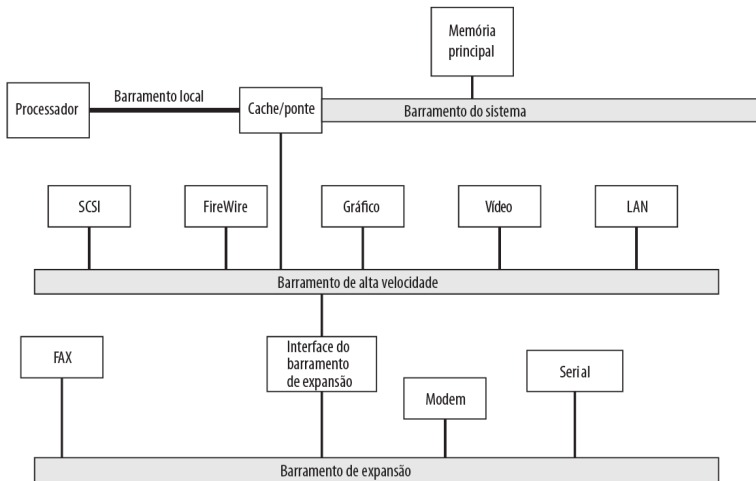 Memória
principal
Processador
Barramento local
Cache/ponte
Barramento do sistema
SCSI
FireWire
Gráfico
Vídeo
LAN
Barramento de alta velocidade
FAX
Interface do
barramento
de expansão
Modem
Serial
Barramento de expansão